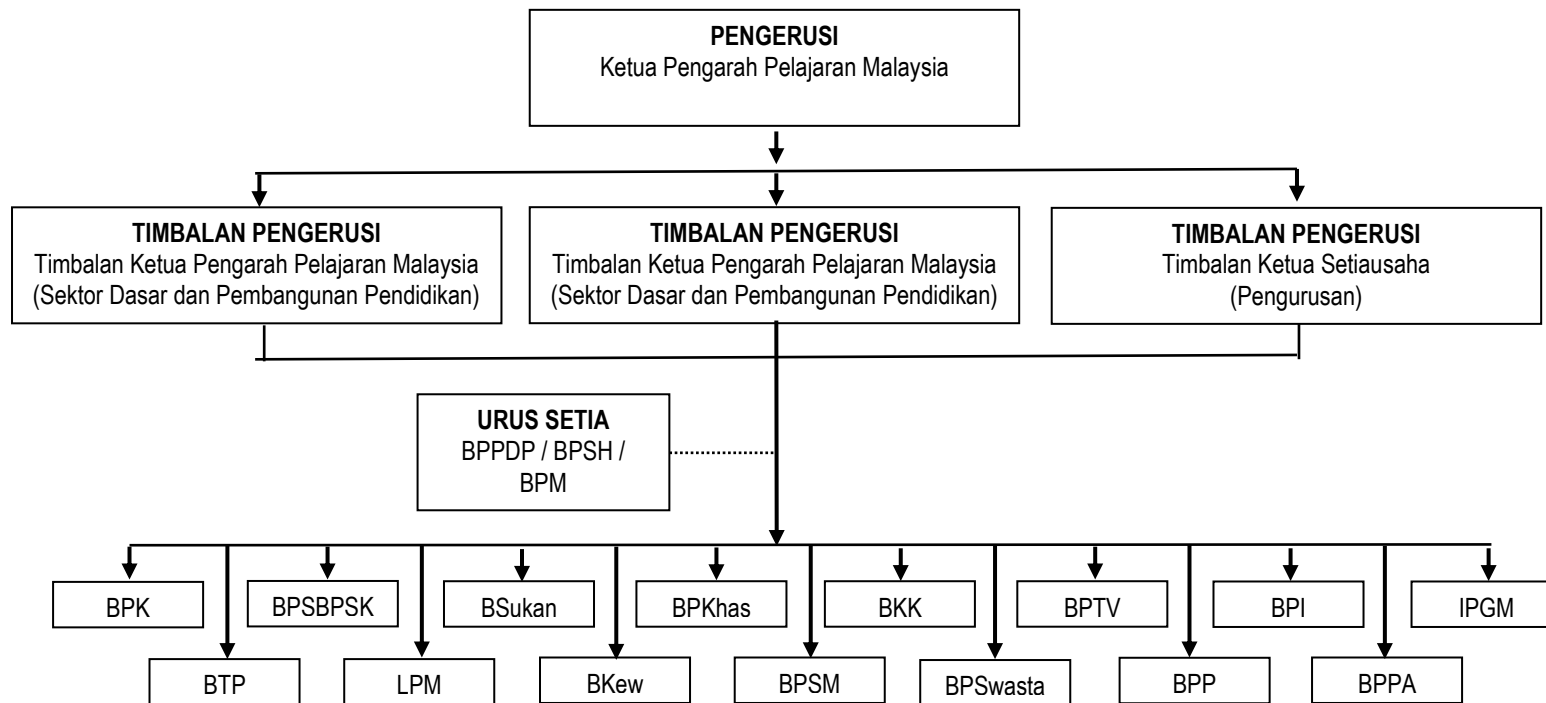 PENGERUSI
Ketua Pengarah Pelajaran Malaysia
TIMBALAN PENGERUSI
Timbalan Ketua Pengarah Pelajaran Malaysia
(Sektor Dasar dan Pembangunan Pendidikan)
TIMBALAN PENGERUSI
Timbalan Ketua Pengarah Pelajaran Malaysia
(Sektor Dasar dan Pembangunan Pendidikan)
TIMBALAN PENGERUSI
Timbalan Ketua Setiausaha
(Pengurusan)
URUS SETIA
BPPDP / BPSH /
BPM
BPK
BPSBPSK
BSukan
BPKhas
BKK
BPTV
BPI
IPGM
BTP
LPM
BKew
BPSM
BPSwasta
BPP
BPPA